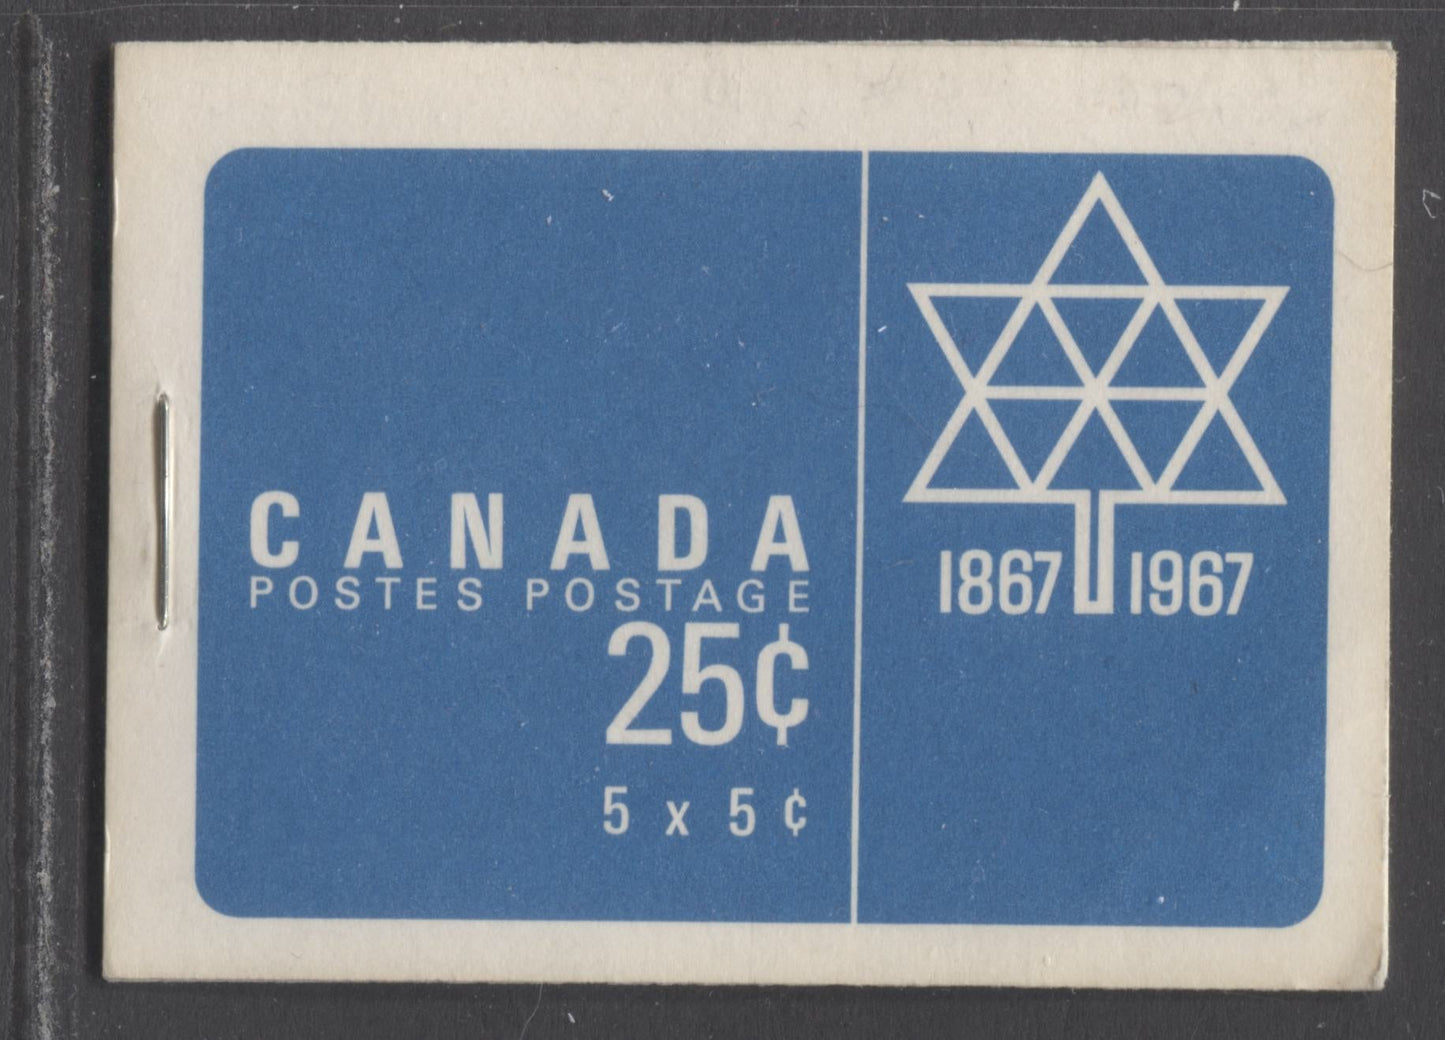 CANADA
POSTES POSTAGE
25¢
5 x 5 ¢
1867 1967